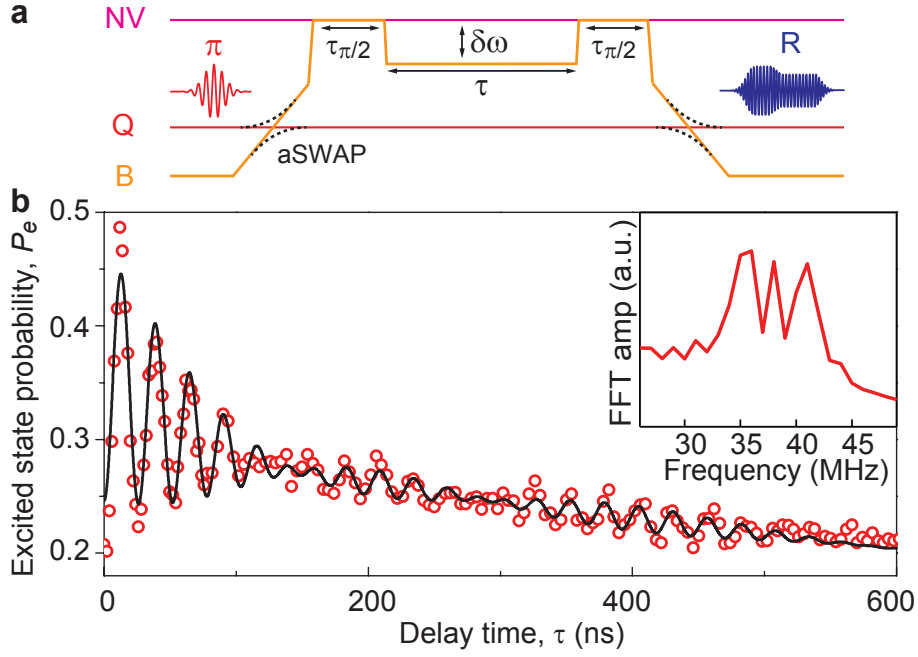 a
NV
π
τπ/2
δω
τπ/2
R
τ
Q
aSWAP
B
b
Excited state probability, Pe
0.5
0.4
0.3
0.2
0
200
400
600
Delay time, τ (ns)
FFT amp (a.u.)
30
35
40
45
Frequency (MHz)